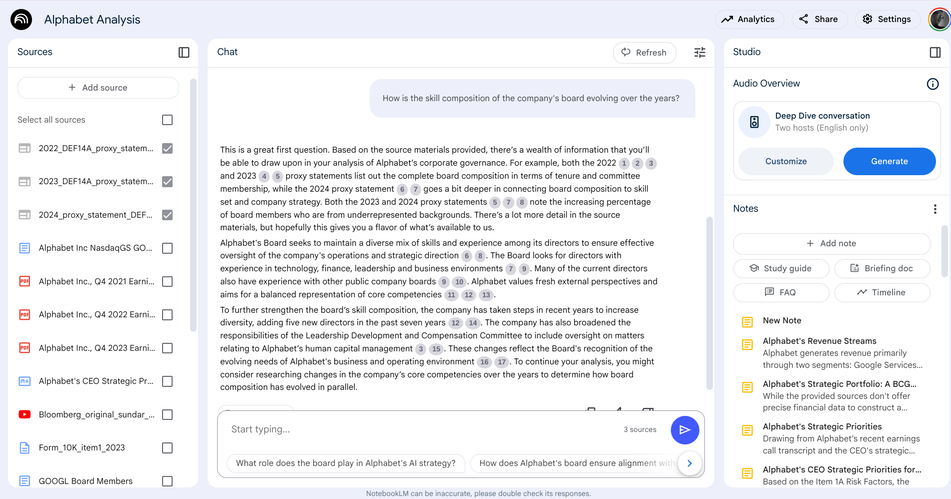 Alphabet Analysis
Analytics
Share
Settings
Sources
Add source
Select all sources
2022_DEF14A_proxy_statem...
2023_DEF14A_proxy_statem...
2024_proxy_statement_DEF...
Alphabet Inc NasdaqGS GO...
Alphabet Inc., Q4 2021 Earni...
Alphabet Inc., Q4 2022 Earni...
Alphabet Inc., Q4 2023 Earni...
Alphabet's CEO Strategic Pr...
Bloomberg_original_sundar_...
Form_10K_item1_2023
GOOGL Board Members
Chat
Refresh
How is the skill composition of the company's board evolving over the years?
This is a great first question. Based on the source materials provided, there's a wealth of information that you'll
be able to draw upon in your analysis of Alphabet's corporate governance. For example, both the 2022 1 2 3
and 2023 4 5 proxy statements list out the complete board composition in terms of tenure and committee
membership, while the 2024 proxy statement 6 7 goes a bit deeper in connecting board composition to skill
set and company strategy. Both the 2023 and 2024 proxy statements 5 7 8 note the increasing percentage
of board members who are from underrepresented backgrounds. There's a lot more detail in the source
materials, but hopefully this gives you a flavor of what's available to us.
Alphabet's Board seeks to maintain a diverse mix of skills and experience among its directors to ensure effective
oversight of the company's operations and strategic direction 6 8. The Board looks for directors with
experience in technology, finance, leadership and business environments 7 9. Many of the current directors
also have experience with other public company boards 9 10. Alphabet values fresh external perspectives and
aims for a balanced representation of core competencies 11 12 13.
To further strengthen the board's skill composition, the company has taken steps in recent years to increase
diversity, adding five new directors in the past seven years 12 14. The company has also broadened the
responsibilities of the Leadership Development and Compensation Committee to include oversight on matters
relating to Alphabet's human capital management 3 15. These changes reflect the Board's recognition of the
evolving needs of Alphabet's business and operating environment 16 17. To continue your analysis, you might
consider researching changes in the company's core competencies over the years to determine how board
composition has evolved in parallel.
Start typing...
3 sources
What role does the board play in Alphabet's AI strategy?
How does Alphabet's board ensure alignment with
NotebookLM can be inaccurate, please double check its responses.
Studio
Audio Overview
Deep Dive conversation
Two hosts (English only)
Customize
Generate
Notes
Add note
Study guide
Briefing doc
FAQ
Timeline
New Note
Alphabet's Revenue Streams
Alphabet generates revenue primarily
through two segments: Google Services...
Alphabet's Strategic Portfolio: A BCG...
While the provided sources don't offer
precise financial data to construct a...
Alphabet's Strategic Priorities
Drawing from Alphabet's recent earnings
call transcript and the CEO's strategic...
Alphabet's CEO Strategic Priorities for...
Based on the Item 1A Risk Factors, the